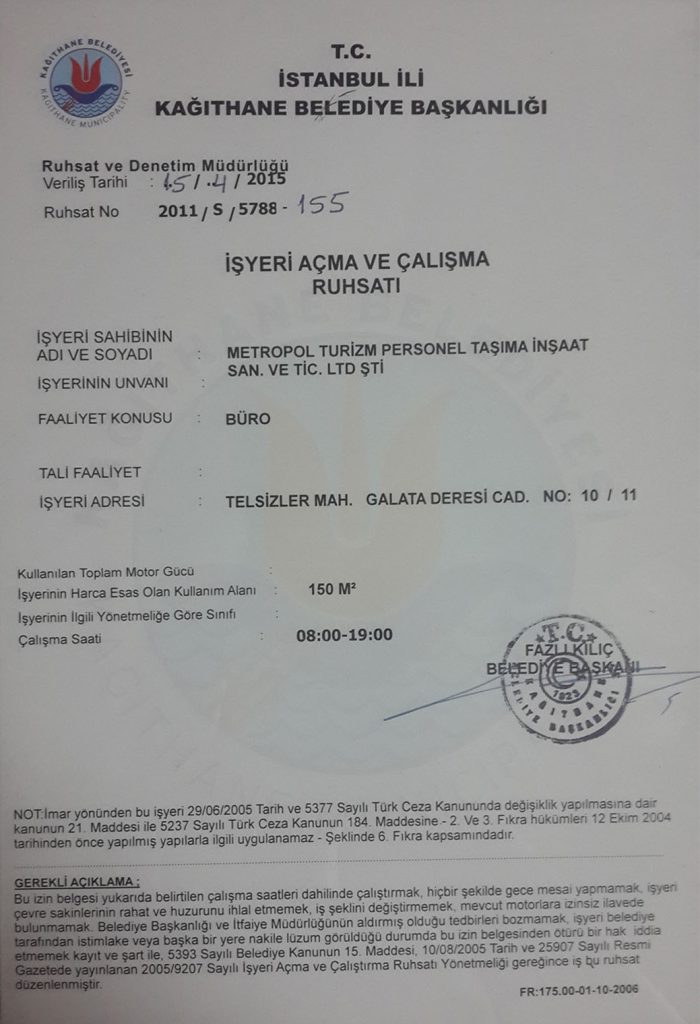 KAĞITHANE BELEDİYESİ
KAGITHANE MUNICIPALITY
T.C.
İSTANBUL İLİ
KAĞITHANE BELEDİYE BAŞKANLIĞI
Ruhsat ve Denetim Müdürlüğü
Veriliş Tarihi : 15/.4/ 2015
Ruhsat No 2011 / S / 5788 - 155
İŞYERİ AÇMA VE ÇALIŞMA
RUHSATI
İŞYERİ SAHİBİNİN
ADI VE SOYADI : METROPOL TURİZM PERSONEL TAŞIMA İNŞAAT
SAN. VE TİC. LTD ŞTİ
İŞYERİNİN UNVANI :
FAALİYET KONUSU : BÜRO
TALİ FAALİYET :
İŞYERİ ADRESİ : TELSİZLER MAH. GALATA DERESİ CAD. NO: 10 / 11
Kullanılan Toplam Motor Gücü :
İşyerinin Harca Esas Olan Kullanım Alanı : 150 M²
İşyerinin İlgili Yönetmeliğe Göre Sınıfı :
Çalışma Saati : 08:00-19:00
T.C.
FAZLI KILIÇ
BELEDİYE BAŞKANI
1923
KAĞITHANE
BELEDİYE BAŞKANLIĞI
NOT:İmar yönünden bu işyeri 29/06/2005 Tarih ve 5377 Sayılı Türk Ceza Kanununda değişiklik yapılmasına dair
kanunun 21. Maddesi ile 5237 Sayılı Türk Ceza Kanunun 184. Maddesine - 2. Ve 3. Fıkra hükümleri 12 Ekim 2004
tarihinden önce yapılmış yapılarla ilgili uygulanamaz - Şeklinde 6. Fıkra kapsamındadır.
GEREKLİ AÇIKLAMA :
Bu izin belgesi yukarıda belirtilen çalışma saatleri dahilinde çalıştırmak, hiçbir şekilde gece mesai yapmamak, işyeri
çevre sakinlerinin rahat ve huzurunu ihlal etmemek, iş şeklini değiştirmemek, mevcut motorlara izinsiz ilavede
bulunmamak. Belediye Başkanlığı ve İtfaiye Müdürlüğünün aldırmış olduğu tedbirleri bozmamak, işyeri belediye
tarafından istimlake veya başka bir yere nakile lüzum görüldüğü durumda bu izin belgesinden ötürü bir hak iddia
etmemek kayıt ve şart ile, 5393 Sayılı Belediye Kanunun 15. Maddesi, 10/08/2005 Tarih ve 25907 Sayılı Resmi
Gazetede yayınlanan 2005/9207 Sayılı İşyeri Açma ve Çalıştırma Ruhsatı Yönetmeliği gereğince iş bu ruhsat
düzenlenmiştir.
FR:175.00-01-10-2006